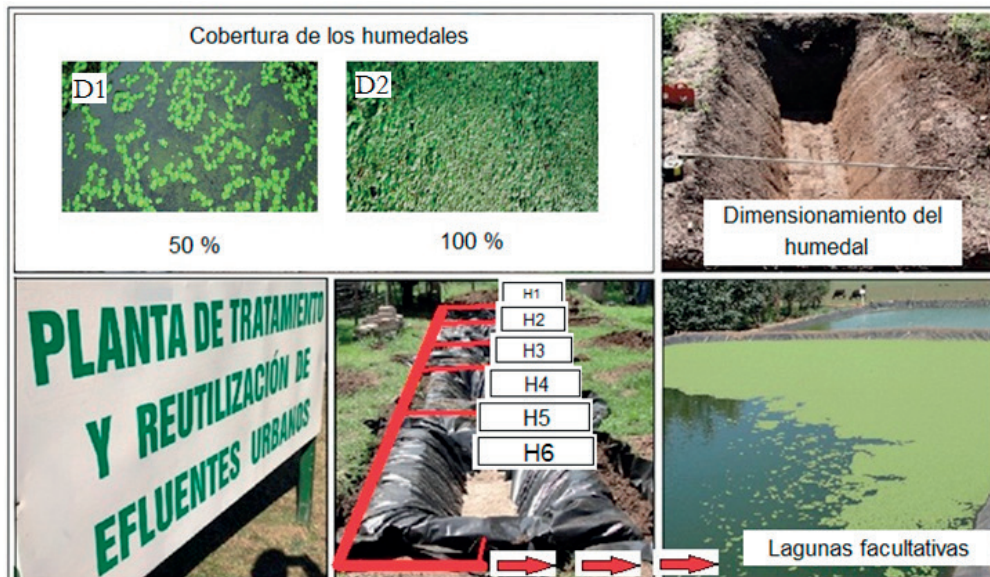 Cobertura de los humedales
D1
D2
50 %
100 %
Dimensionamiento del
humedal
PLANTA DE TRATAMIENTO
Y REUTILIZACIÓN DE
EFLUENTES URBANOS
H1
H2
H3
H4
H5
H6
Lagunas facultativas